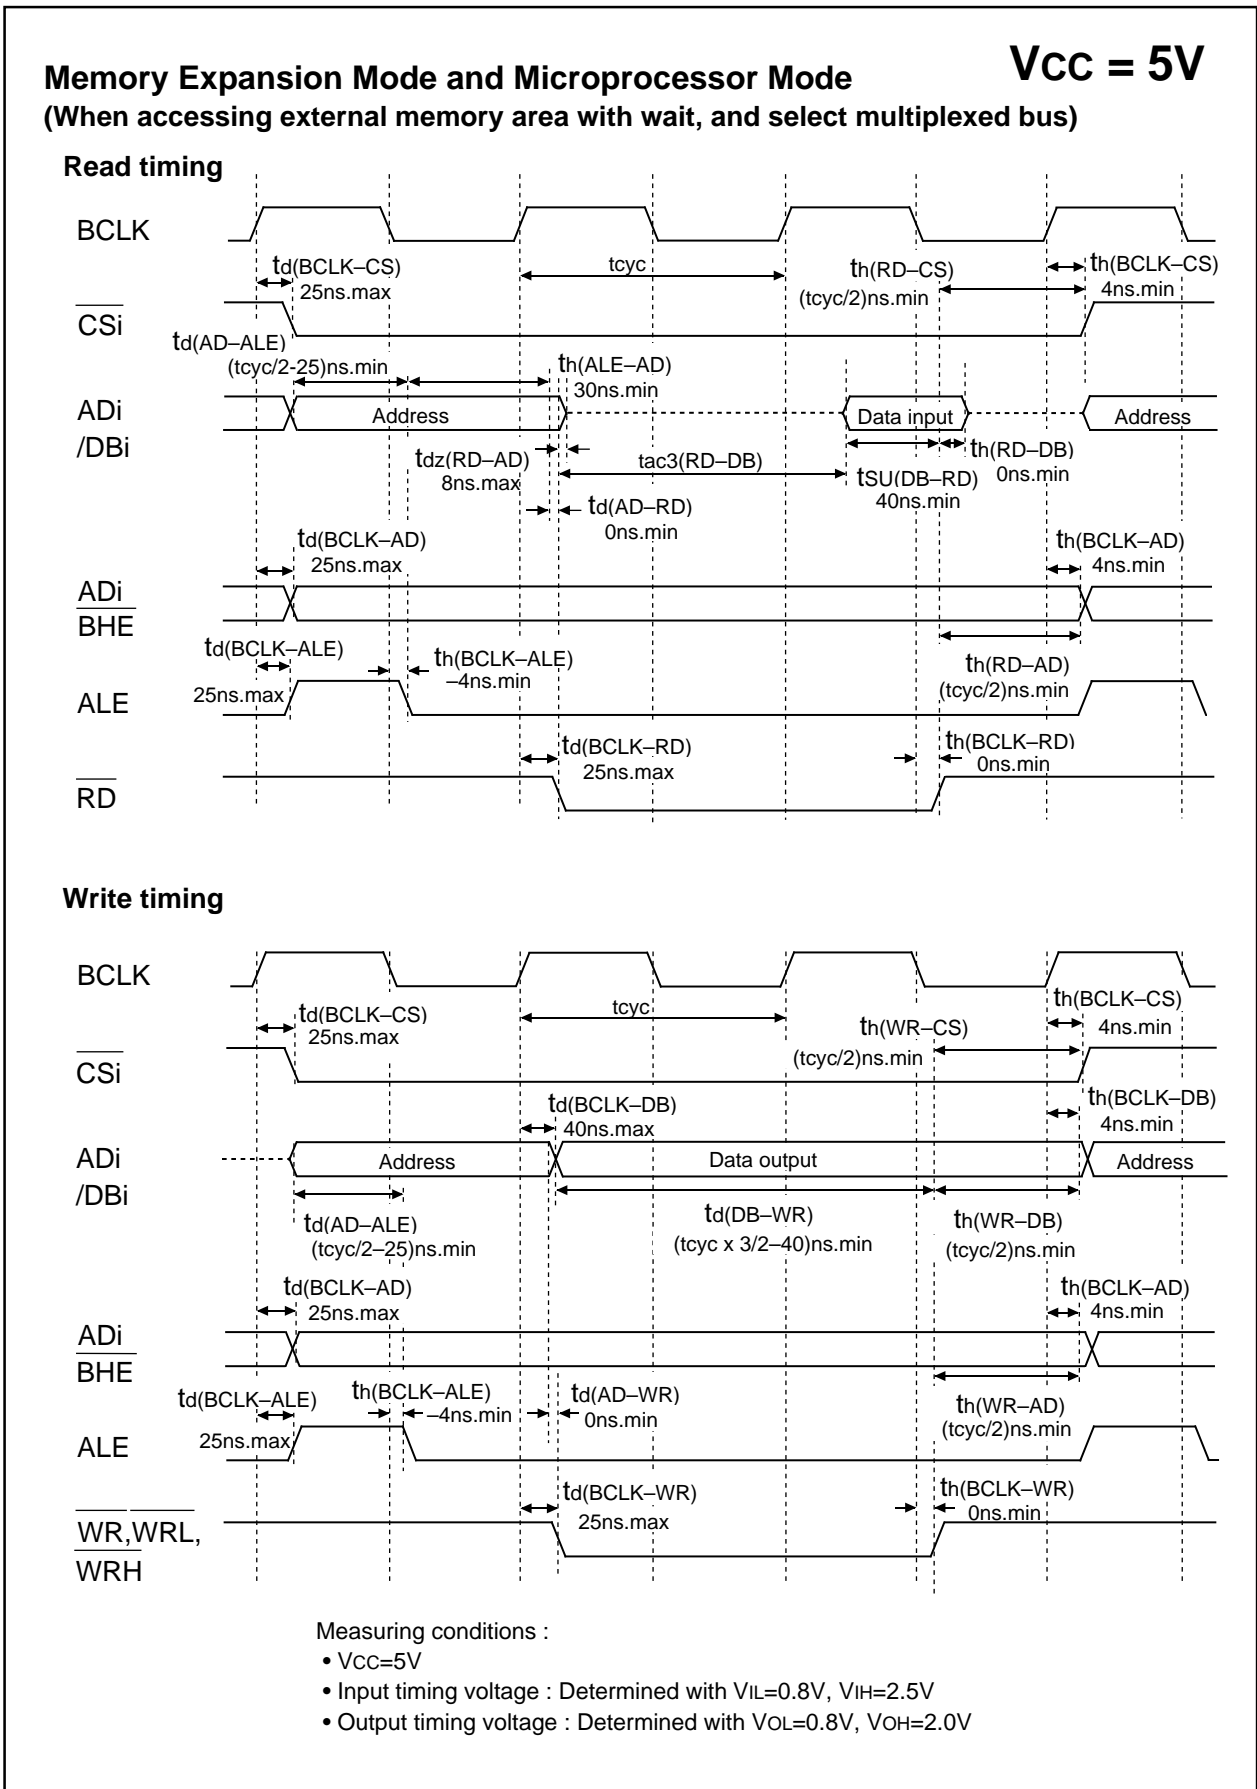 Memory Expansion Mode and Microprocessor Mode
VCC = 5V
(When accessing external memory area with wait, and select multiplexed bus)
Read timing
BCLK
td(BCLK–CS)
25ns.max
tcyc
th(RD–CS)
(tcyc/2)ns.min
th(BCLK–CS)
4ns.min
CSi
td(AD–ALE)
(tcyc/2-25)ns.min
th(ALE–AD)
30ns.min
ADi
/DBi
Address
Data input
Address
tdz(RD–AD)
8ns.max
tac3(RD–DB)
tSU(DB–RD)
40ns.min
th(RD–DB)
0ns.min
td(AD–RD)
0ns.min
td(BCLK–AD)
25ns.max
th(BCLK–AD)
4ns.min
ADi
BHE
td(BCLK–ALE)
25ns.max
th(BCLK–ALE)
–4ns.min
th(RD–AD)
(tcyc/2)ns.min
ALE
td(BCLK–RD)
25ns.max
th(BCLK–RD)
0ns.min
RD
Write timing
BCLK
td(BCLK–CS)
25ns.max
tcyc
th(WR–CS)
(tcyc/2)ns.min
th(BCLK–CS)
4ns.min
CSi
td(BCLK–DB)
40ns.max
th(BCLK–DB)
4ns.min
ADi
/DBi
Address
Data output
Address
td(AD–ALE)
(tcyc/2–25)ns.min
td(DB–WR)
(tcyc x 3/2–40)ns.min
th(WR–DB)
(tcyc/2)ns.min
td(BCLK–AD)
25ns.max
th(BCLK–AD)
4ns.min
ADi
BHE
td(BCLK–ALE)
25ns.max
th(BCLK–ALE)
–4ns.min
td(AD–WR)
0ns.min
th(WR–AD)
(tcyc/2)ns.min
ALE
td(BCLK–WR)
25ns.max
th(BCLK–WR)
0ns.min
WR,WRL,
WRH
Measuring conditions :
• VCC=5V
• Input timing voltage : Determined with VIL=0.8V, VIH=2.5V
• Output timing voltage : Determined with VOL=0.8V, VOH=2.0V